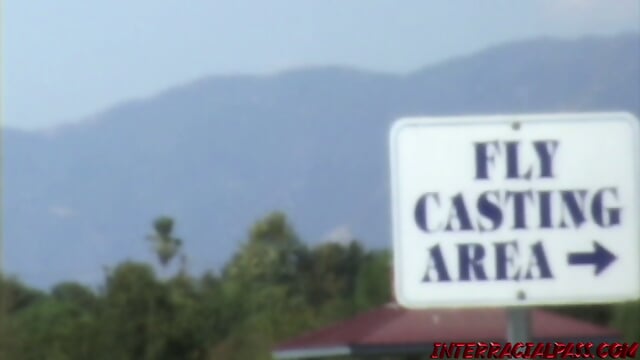 FLY
CASTING
AREA →
INTERRACIALPASS.COM